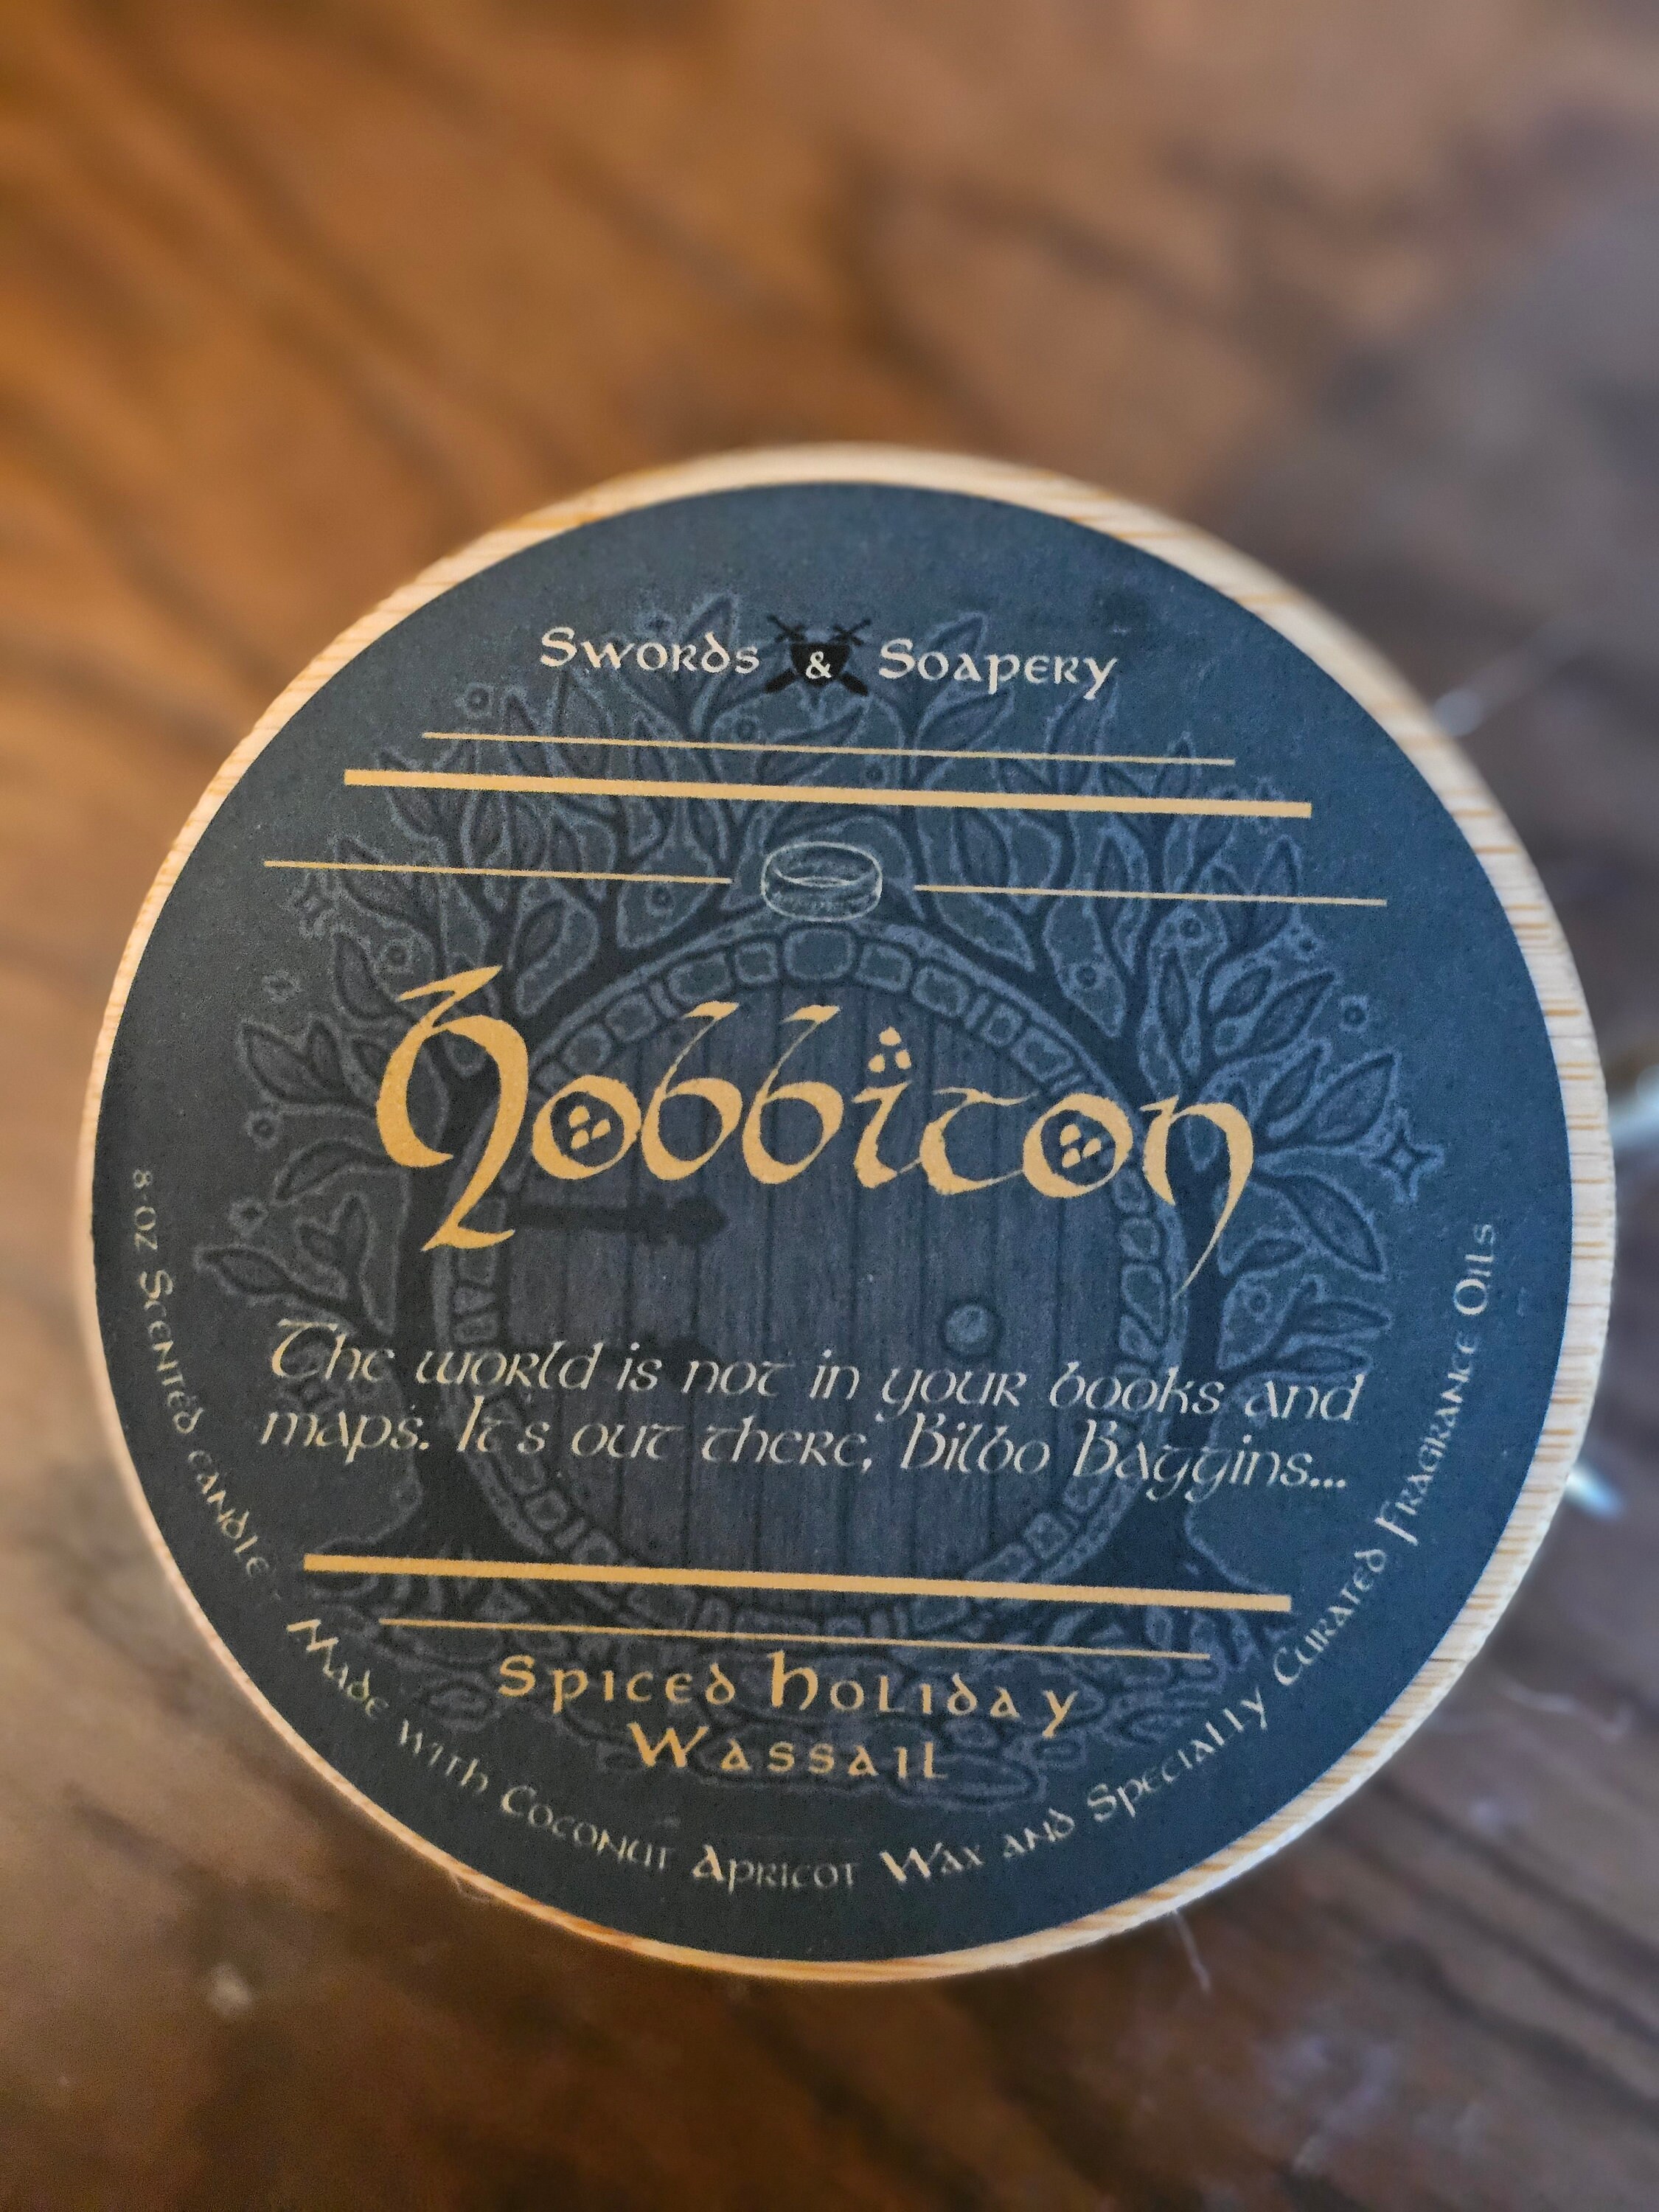 Swords & Soapery
Hobbiton
The world is not in your books and
maps. It's out there, Bilbo Baggins...
Spiced Holiday
Wassail
8 oz Scented Candle - Made with Coconut Apricot Wax and Specially Curated Fragrance Oils